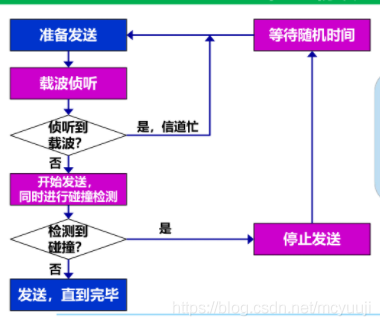 准备发送
等待随机时间
载波侦听
侦听到
载波?
是，信道忙
否
开始发送，
同时进行碰撞检测
检测到
碰撞?
是
停止发送
否
发送，直到完毕
https://blog.csdn.net/mcyuuji